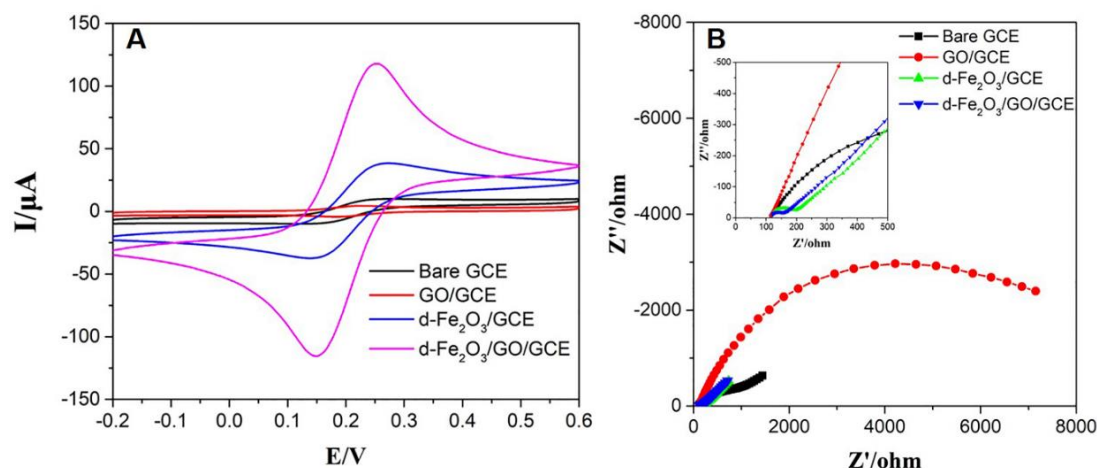 A
I/μA
150
100
50
0
-50
-100
-150
-0.2
-0.1
0.0
0.1
0.2
0.3
0.4
0.5
0.6
E/V
Bare GCE
GO/GCE
d-Fe₂O₃/GCE
d-Fe₂O₃/GO/GCE
B
Z''/ohm
-8000
-6000
-4000
-2000
0
0
2000
4000
6000
8000
Z'/ohm
Bare GCE
GO/GCE
d-Fe₂O₃/GCE
d-Fe₂O₃/GO/GCE
Z''/ohm
-500
-400
-300
-200
-100
0
0
100
200
300
400
500
Z'/ohm